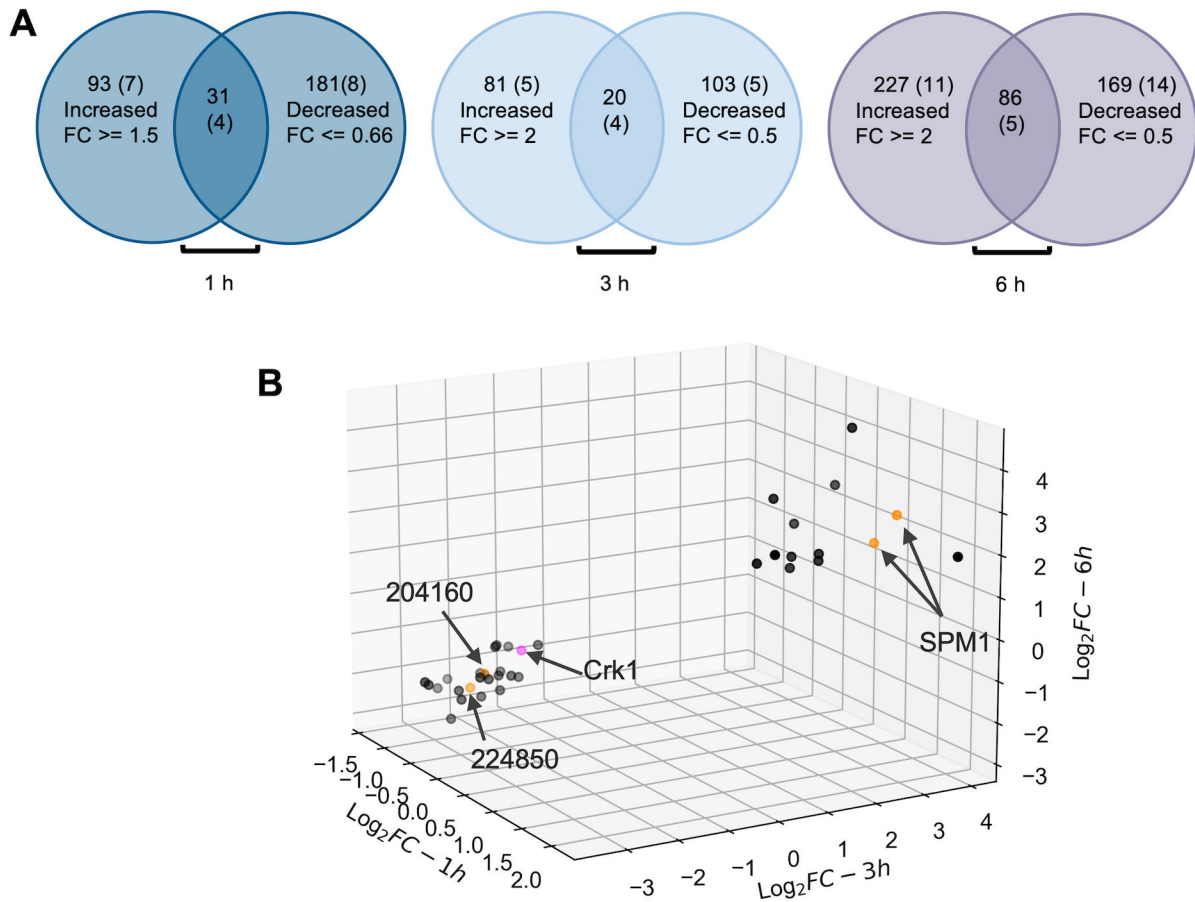 A
93 (7)
Increased
FC >= 1.5
31
(4)
181(8)
Decreased
FC <= 0.66
1 h
81 (5)
Increased
FC >= 2
20
(4)
103 (5)
Decreased
FC <= 0.5
3 h
227 (11)
Increased
FC >= 2
86
(5)
169 (14)
Decreased
FC <= 0.5
6 h
B
204160
224850
Crk1
SPM1
4
3
2
1
0
−1
−2
−3
Log₂FC − 6h
−1.5
−1.0
−0.5
0.0
0.5
1.0
1.5
2.0
Log₂FC − 1h
−3
−2
−1
0
1
2
3
4
Log₂FC − 3h